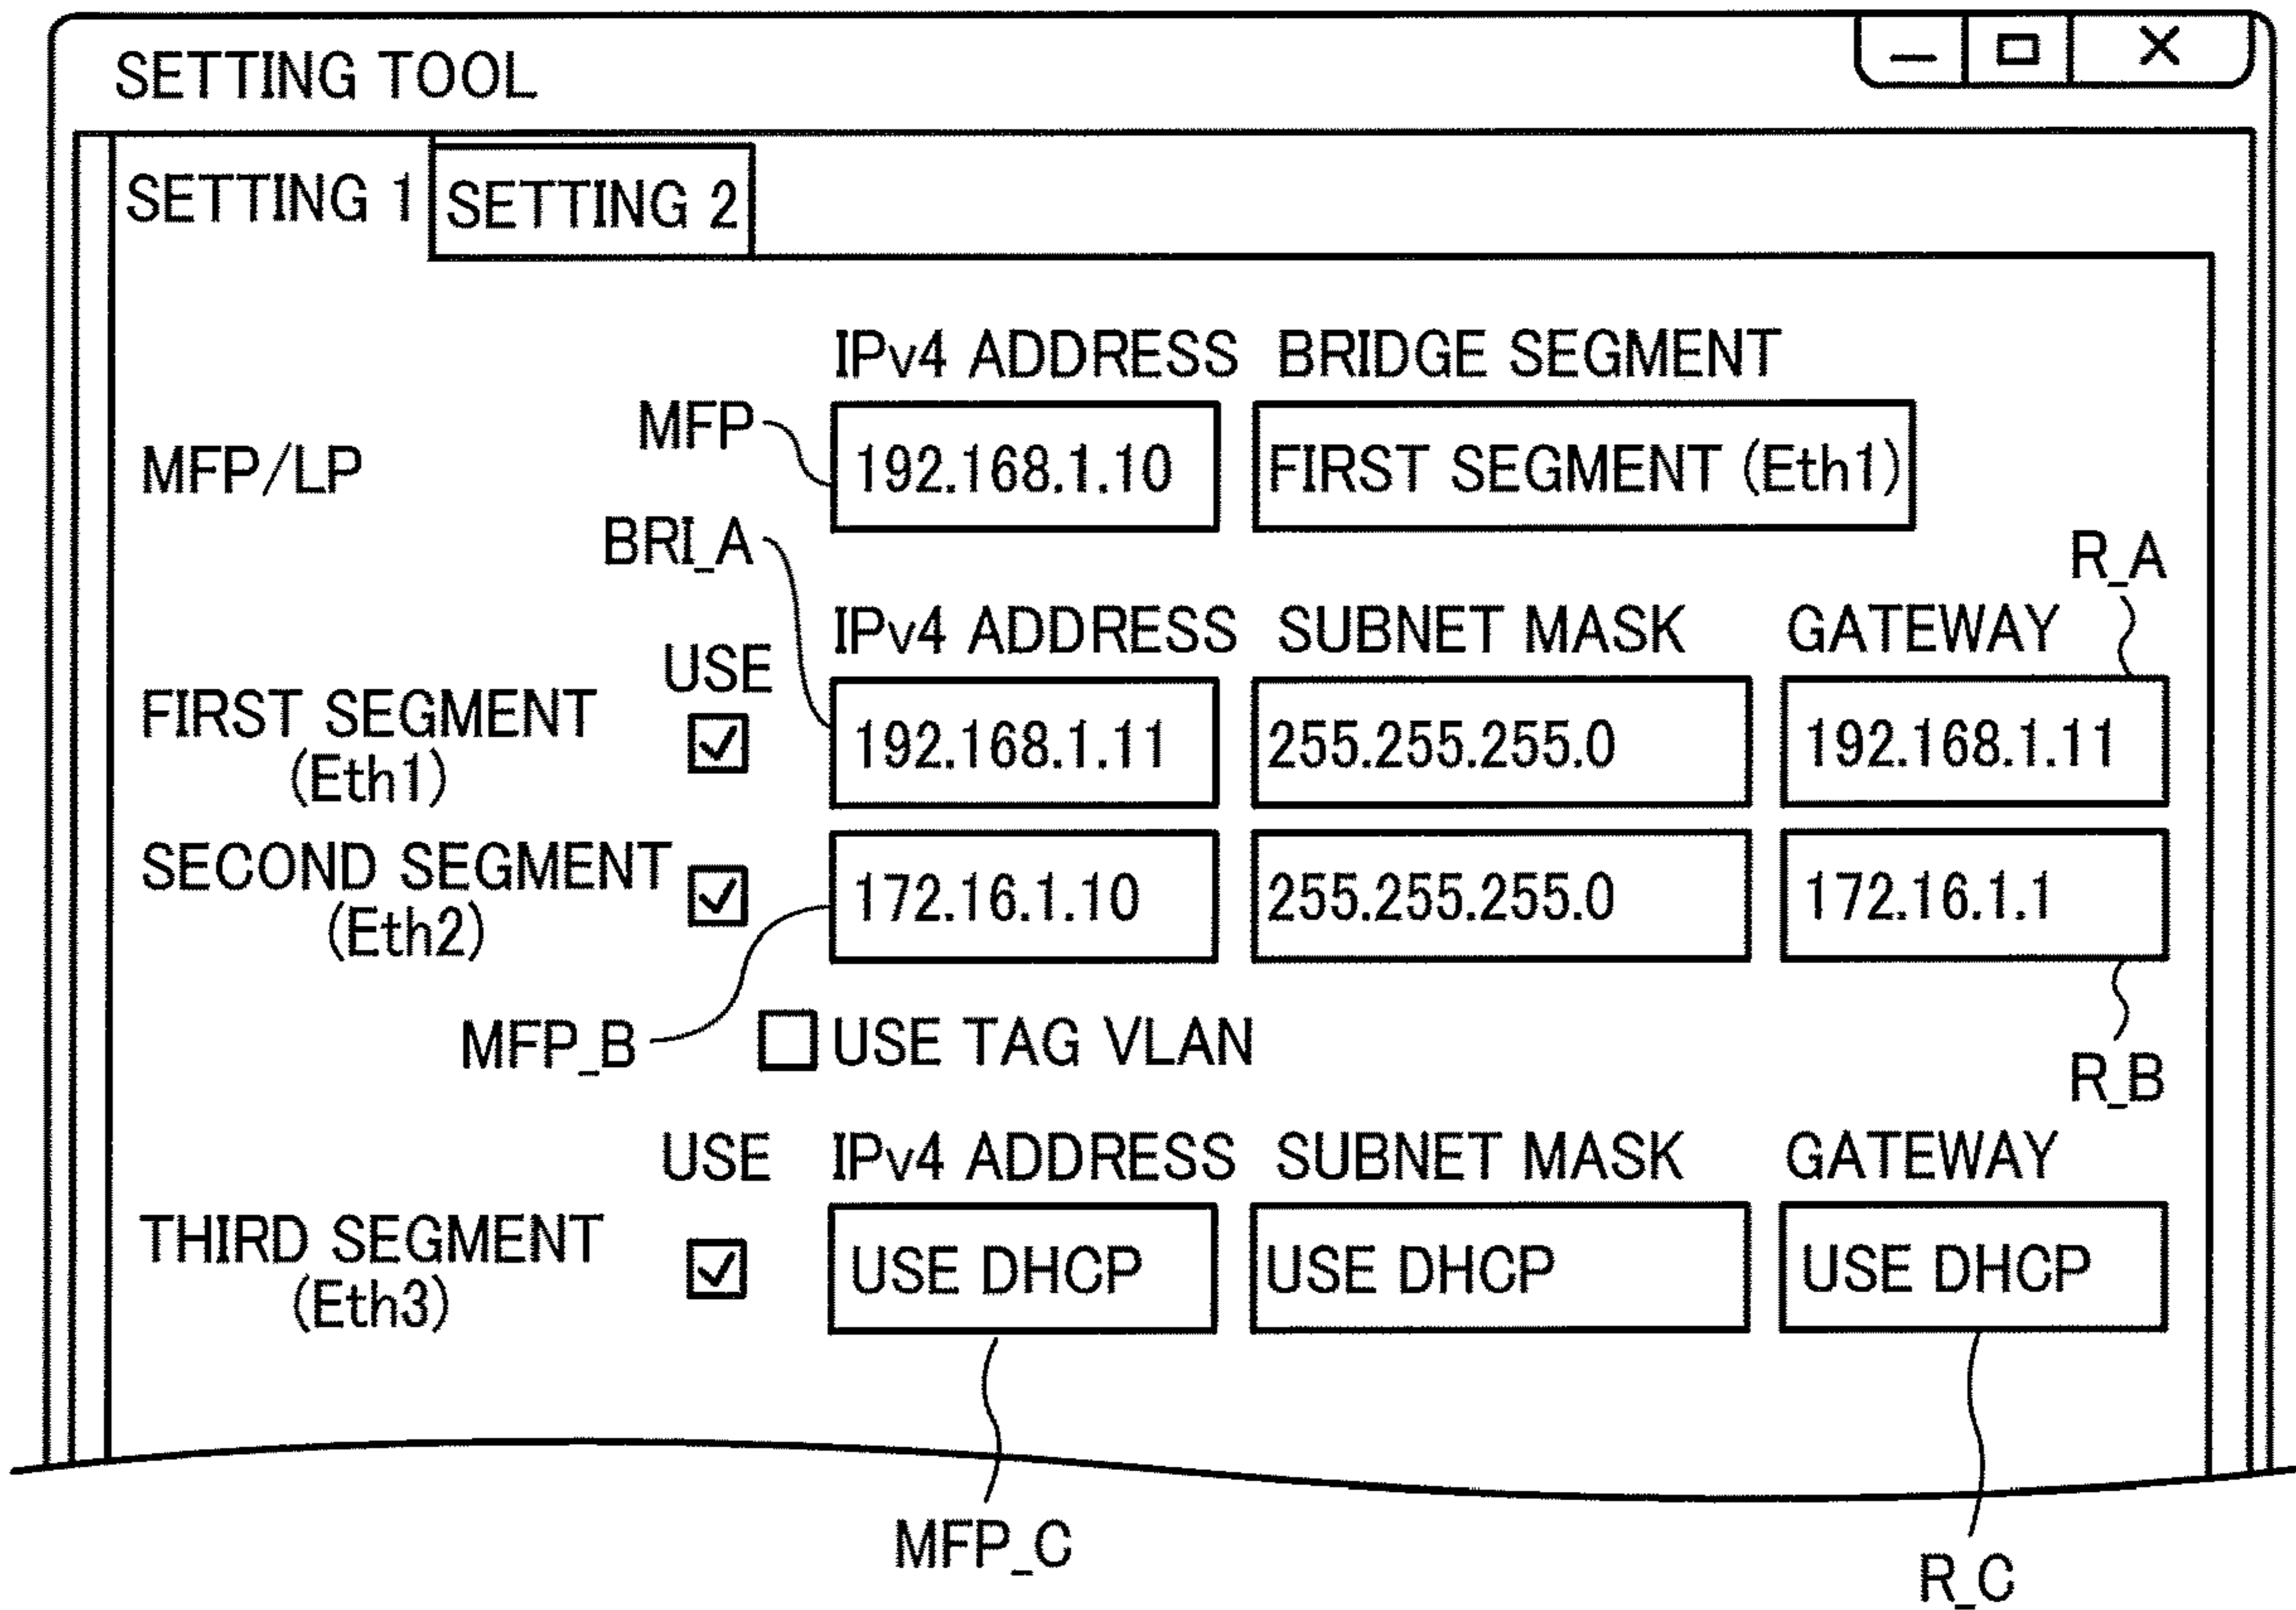 SETTING TOOL
SETTING 1 SETTING 2
IPv4 ADDRESS BRIDGE SEGMENT
MFP/LP MFP 192.168.1.10 FIRST SEGMENT (Eth1)
BRI_A R_A
USE IPv4 ADDRESS SUBNET MASK GATEWAY
FIRST SEGMENT 192.168.1.11 255.255.255.0 192.168.1.11
(Eth1)
SECOND SEGMENT 172.16.1.10 255.255.255.0 172.16.1.1
(Eth2)
MFP_B USE TAG VLAN R_B
USE IPv4 ADDRESS SUBNET MASK GATEWAY
THIRD SEGMENT USE DHCP USE DHCP USE DHCP
(Eth3)
MFP_C R_C